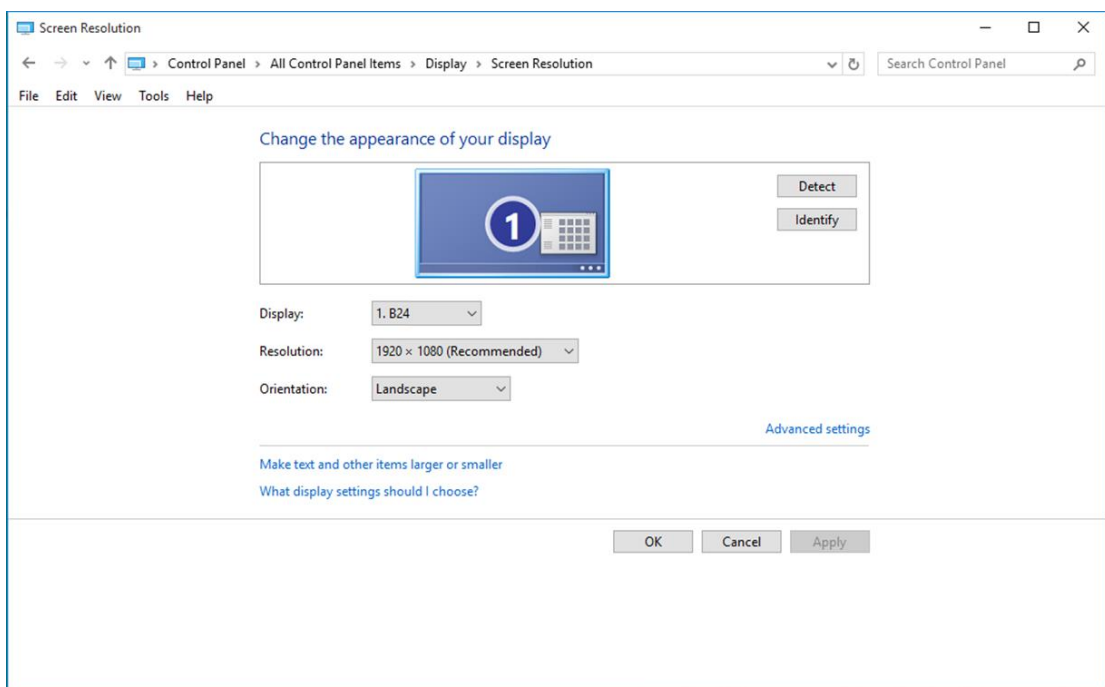 Screen Resolution
Control Panel > All Control Panel Items > Display > Screen Resolution
Search Control Panel
File Edit View Tools Help
Change the appearance of your display
1
Detect
Identify
Display: 1. B24
Resolution: 1920 × 1080 (Recommended)
Orientation: Landscape
Advanced settings
Make text and other items larger or smaller
What display settings should I choose?
OK Cancel Apply